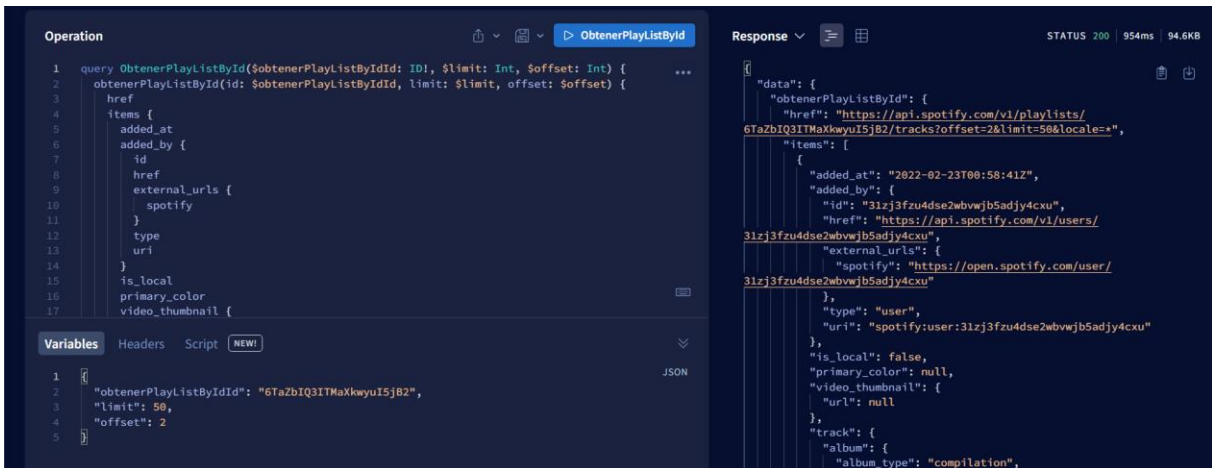 Operation
ObtenerPlayListById
1 query ObtenerPlayListById($obtenerPlayListByIdId: ID!, $limit: Int, $offset: Int) {
2 obtenerPlayListById(id: $obtenerPlayListByIdId, limit: $limit, offset: $offset) {
3 href
4 items {
5 added_at
6 added_by {
7 id
8 href
9 external_urls {
10 spotify
11 }
12 type
13 uri
14 }
15 is_local
16 primary_color
17 video_thumbnail {
Variables Headers Script NEW!
JSON
1 {
2 "obtenerPlayListByIdId": "6TaZbIQ3ITMaXkwyuI5jB2",
3 "limit": 50,
4 "offset": 2
5 }
Response STATUS 200 954ms 94.6KB
{
"data": {
"obtenerPlayListById": {
"href": "https://api.spotify.com/v1/playlists/
6TaZbIQ3ITMaXkwyuI5jB2/tracks?offset=2&limit=50&locale=*",
"items": [
{
"added_at": "2022-02-23T00:58:41Z",
"added_by": {
"id": "31zj3fzu4dse2wbvwjb5adjy4cxu",
"href": "https://api.spotify.com/v1/users/
31zj3fzu4dse2wbvwjb5adjy4cxu",
"external_urls": {
"spotify": "https://open.spotify.com/user/
31zj3fzu4dse2wbvwjb5adjy4cxu"
},
"type": "user",
"uri": "spotify:user:31zj3fzu4dse2wbvwjb5adjy4cxu"
},
"is_local": false,
"primary_color": null,
"video_thumbnail": {
"url": null
},
"track": {
"album": {
"album_type": "compilation",